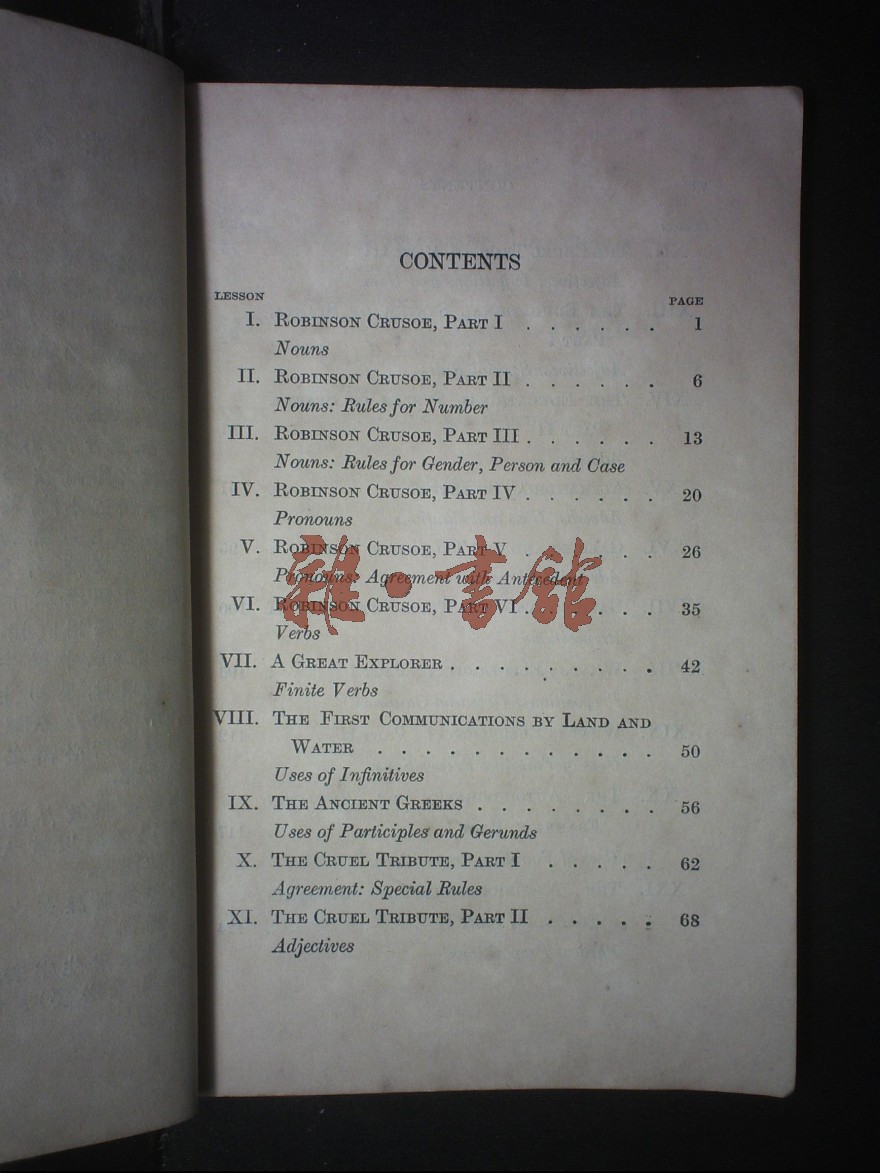 CONTENTS
LESSON PAGE
I. ROBINSON CRUSOE, PART I . . . . . . 1
Nouns
II. ROBINSON CRUSOE, PART II . . . . . . 6
Nouns: Rules for Number
III. ROBINSON CRUSOE, PART III . . . . . . 13
Nouns: Rules for Gender, Person and Case
IV. ROBINSON CRUSOE, PART IV . . . . . . 20
Pronouns
V. ROBINSON CRUSOE, PART V . . . . . . 26
Pronouns: Agreement with Antecedent
雜·書館
VI. ROBINSON CRUSOE, PART VI . . . . . . 35
Verbs
VII. A GREAT EXPLORER . . . . . . . . . 42
Finite Verbs
VIII. THE FIRST COMMUNICATIONS BY LAND AND
WATER . . . . . . . . . . . . 50
Uses of Infinitives
IX. THE ANCIENT GREEKS . . . . . . . . 56
Uses of Participles and Gerunds
X. THE CRUEL TRIBUTE, PART I . . . . . 62
Agreement: Special Rules
XI. THE CRUEL TRIBUTE, PART II . . . . . 68
Adjectives